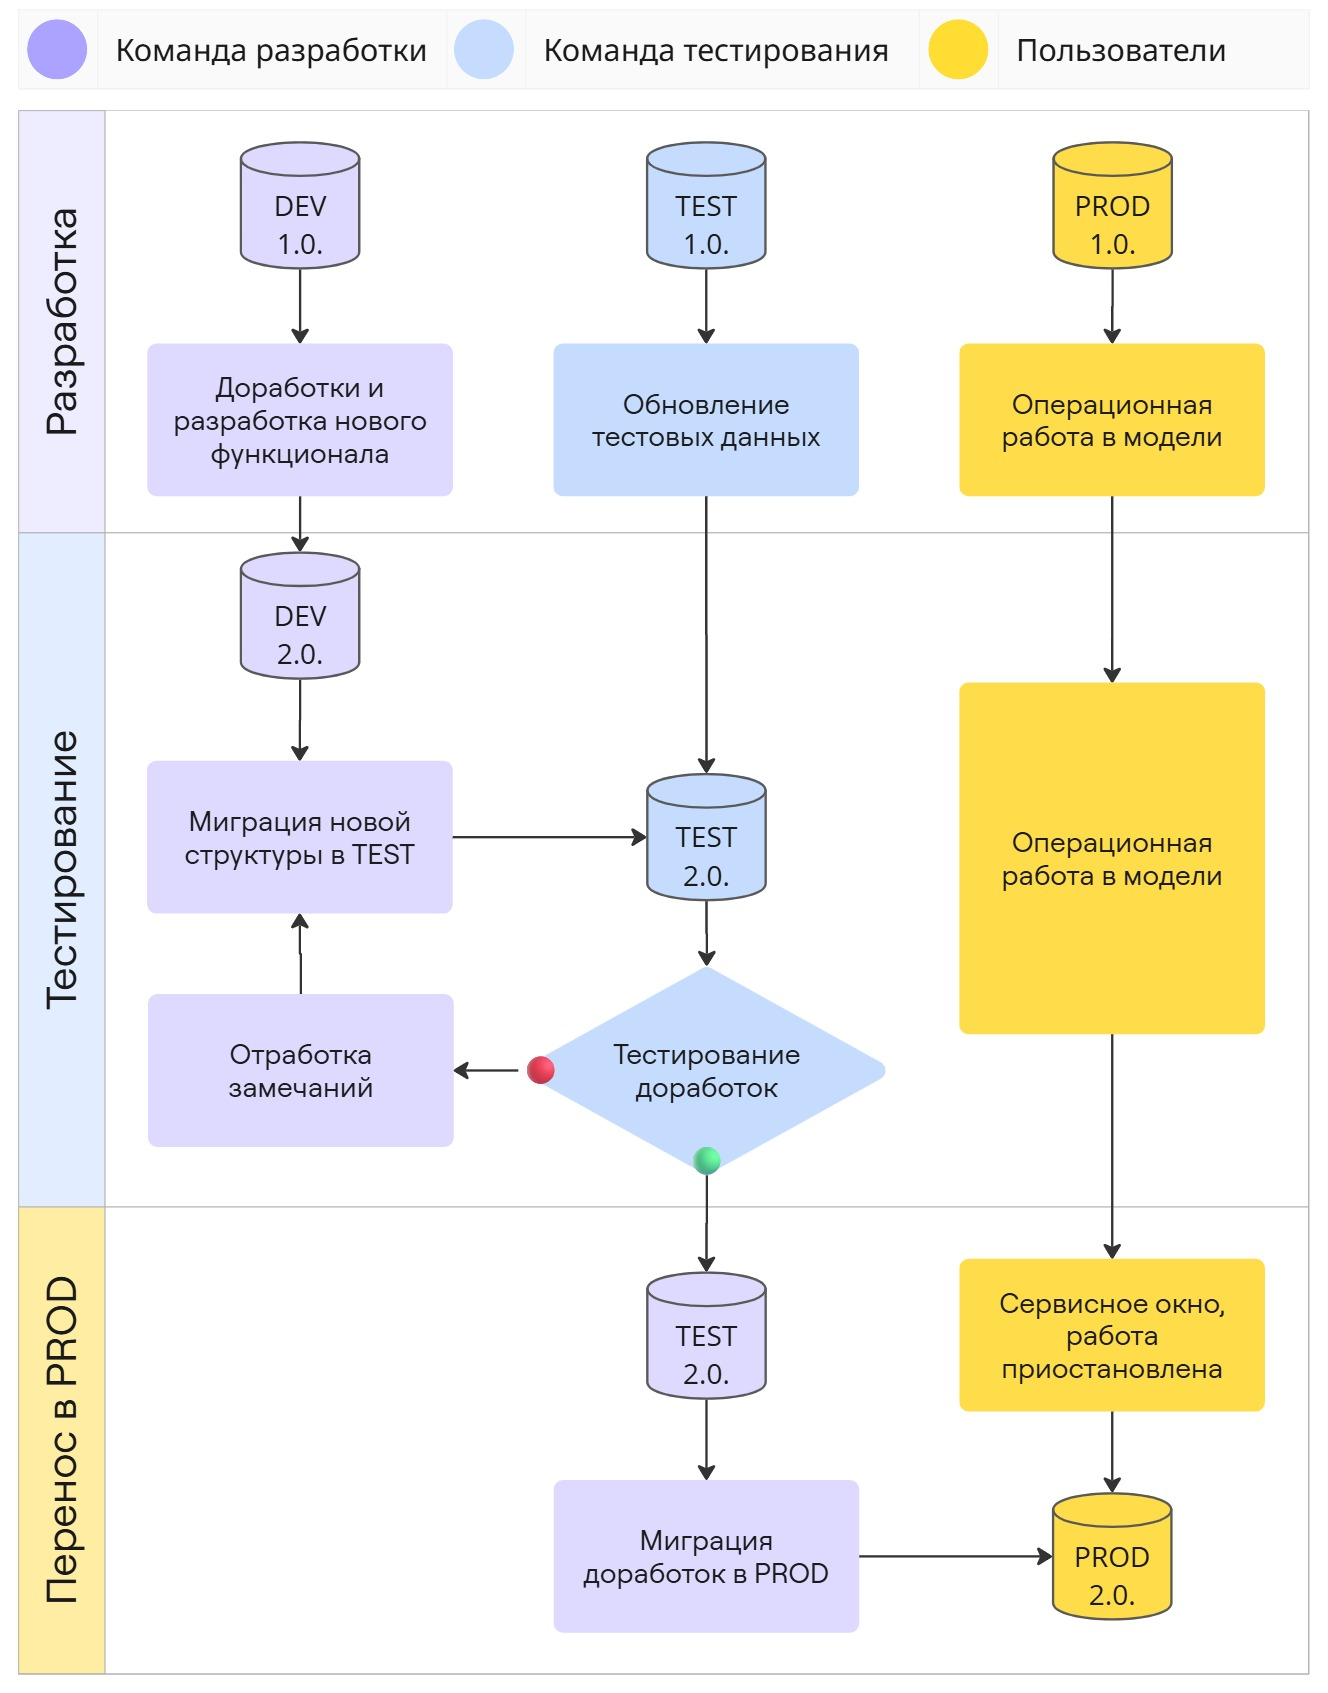 Команда разработки
Команда тестирования
Пользователи
Разработка
DEV
1.0.
TEST
1.0.
PROD
1.0.
Доработки и
разработка нового
функционала
Обновление
тестовых данных
Операционная
работа в модели
Тестирование
DEV
2.0.
Миграция новой
структуры в TEST
TEST
2.0.
Операционная
работа в модели
Отработка
замечаний
Тестирование
доработок
Перенос в PROD
TEST
2.0.
Сервисное окно,
работа
приостановлена
Миграция
доработок в PROD
PROD
2.0.